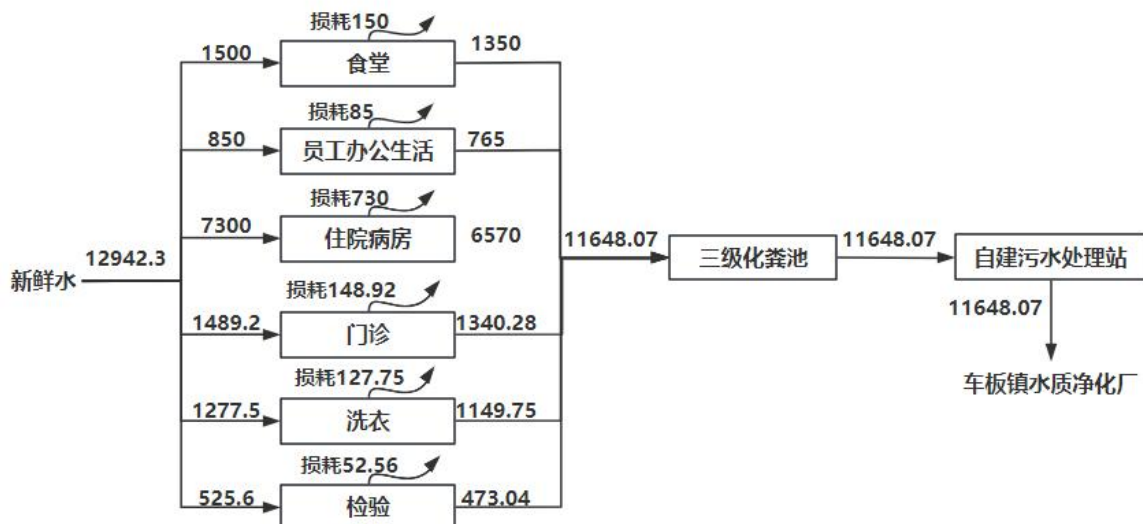 损耗150
1500
食堂
1350
损耗85
850
员工办公生活
765
损耗730
7300
住院病房
6570
新鲜水
12942.3
11648.07
三级化粪池
11648.07
自建污水处理站
11648.07
车板镇水质净化厂
损耗148.92
1489.2
门诊
1340.28
损耗127.75
1277.5
洗衣
1149.75
损耗52.56
525.6
检验
473.04